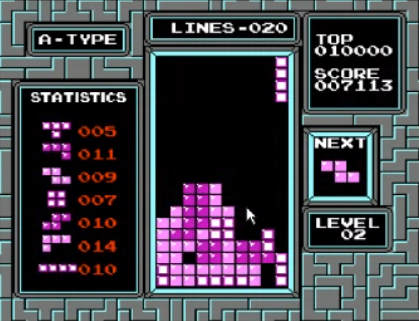 LINES-020
A-TYPE
TOP
010000
SCORE
007113
STATISTICS
005
011
009
007
010
014
010
NEXT
LEVEL
02